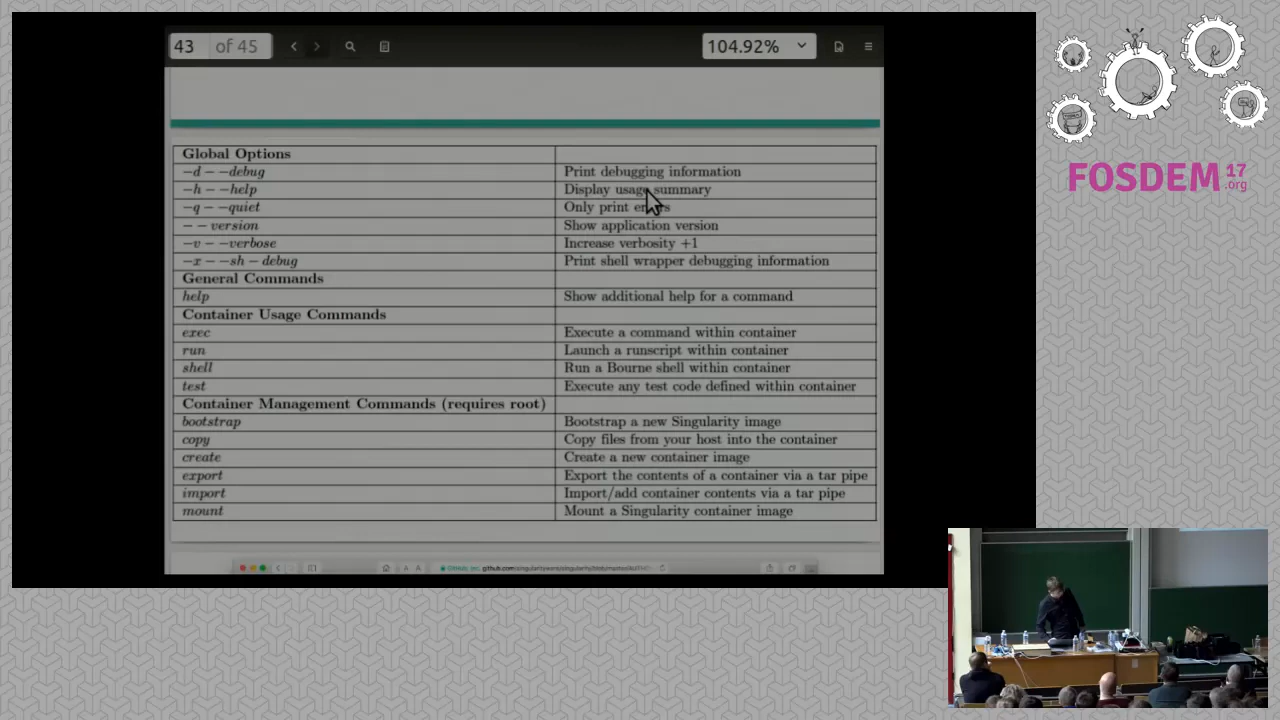 43 of 45
104.92%
FOSDEM 17 .org
Global Options
−d − −debug Print debugging information
−h − −help Display usage summary
−q − −quiet Only print
− − version Show application version
−v − −verbose Increase verbosity +1
−x − −sh − debug Print shell wrapper debugging information
General Commands
help Show additional help for a command
Container Usage Commands
exec Execute a command within container
run Launch a runscript within container
shell Run a Bourne shell within container
test Execute any test code defined within container
Container Management Commands (requires root)
bootstrap Bootstrap a new Singularity image
copy Copy files from your host into the container
create Create a new container image
export Export the contents of a container via a tar pipe
import Import/add container contents via a tar pipe
mount Mount a Singularity container image